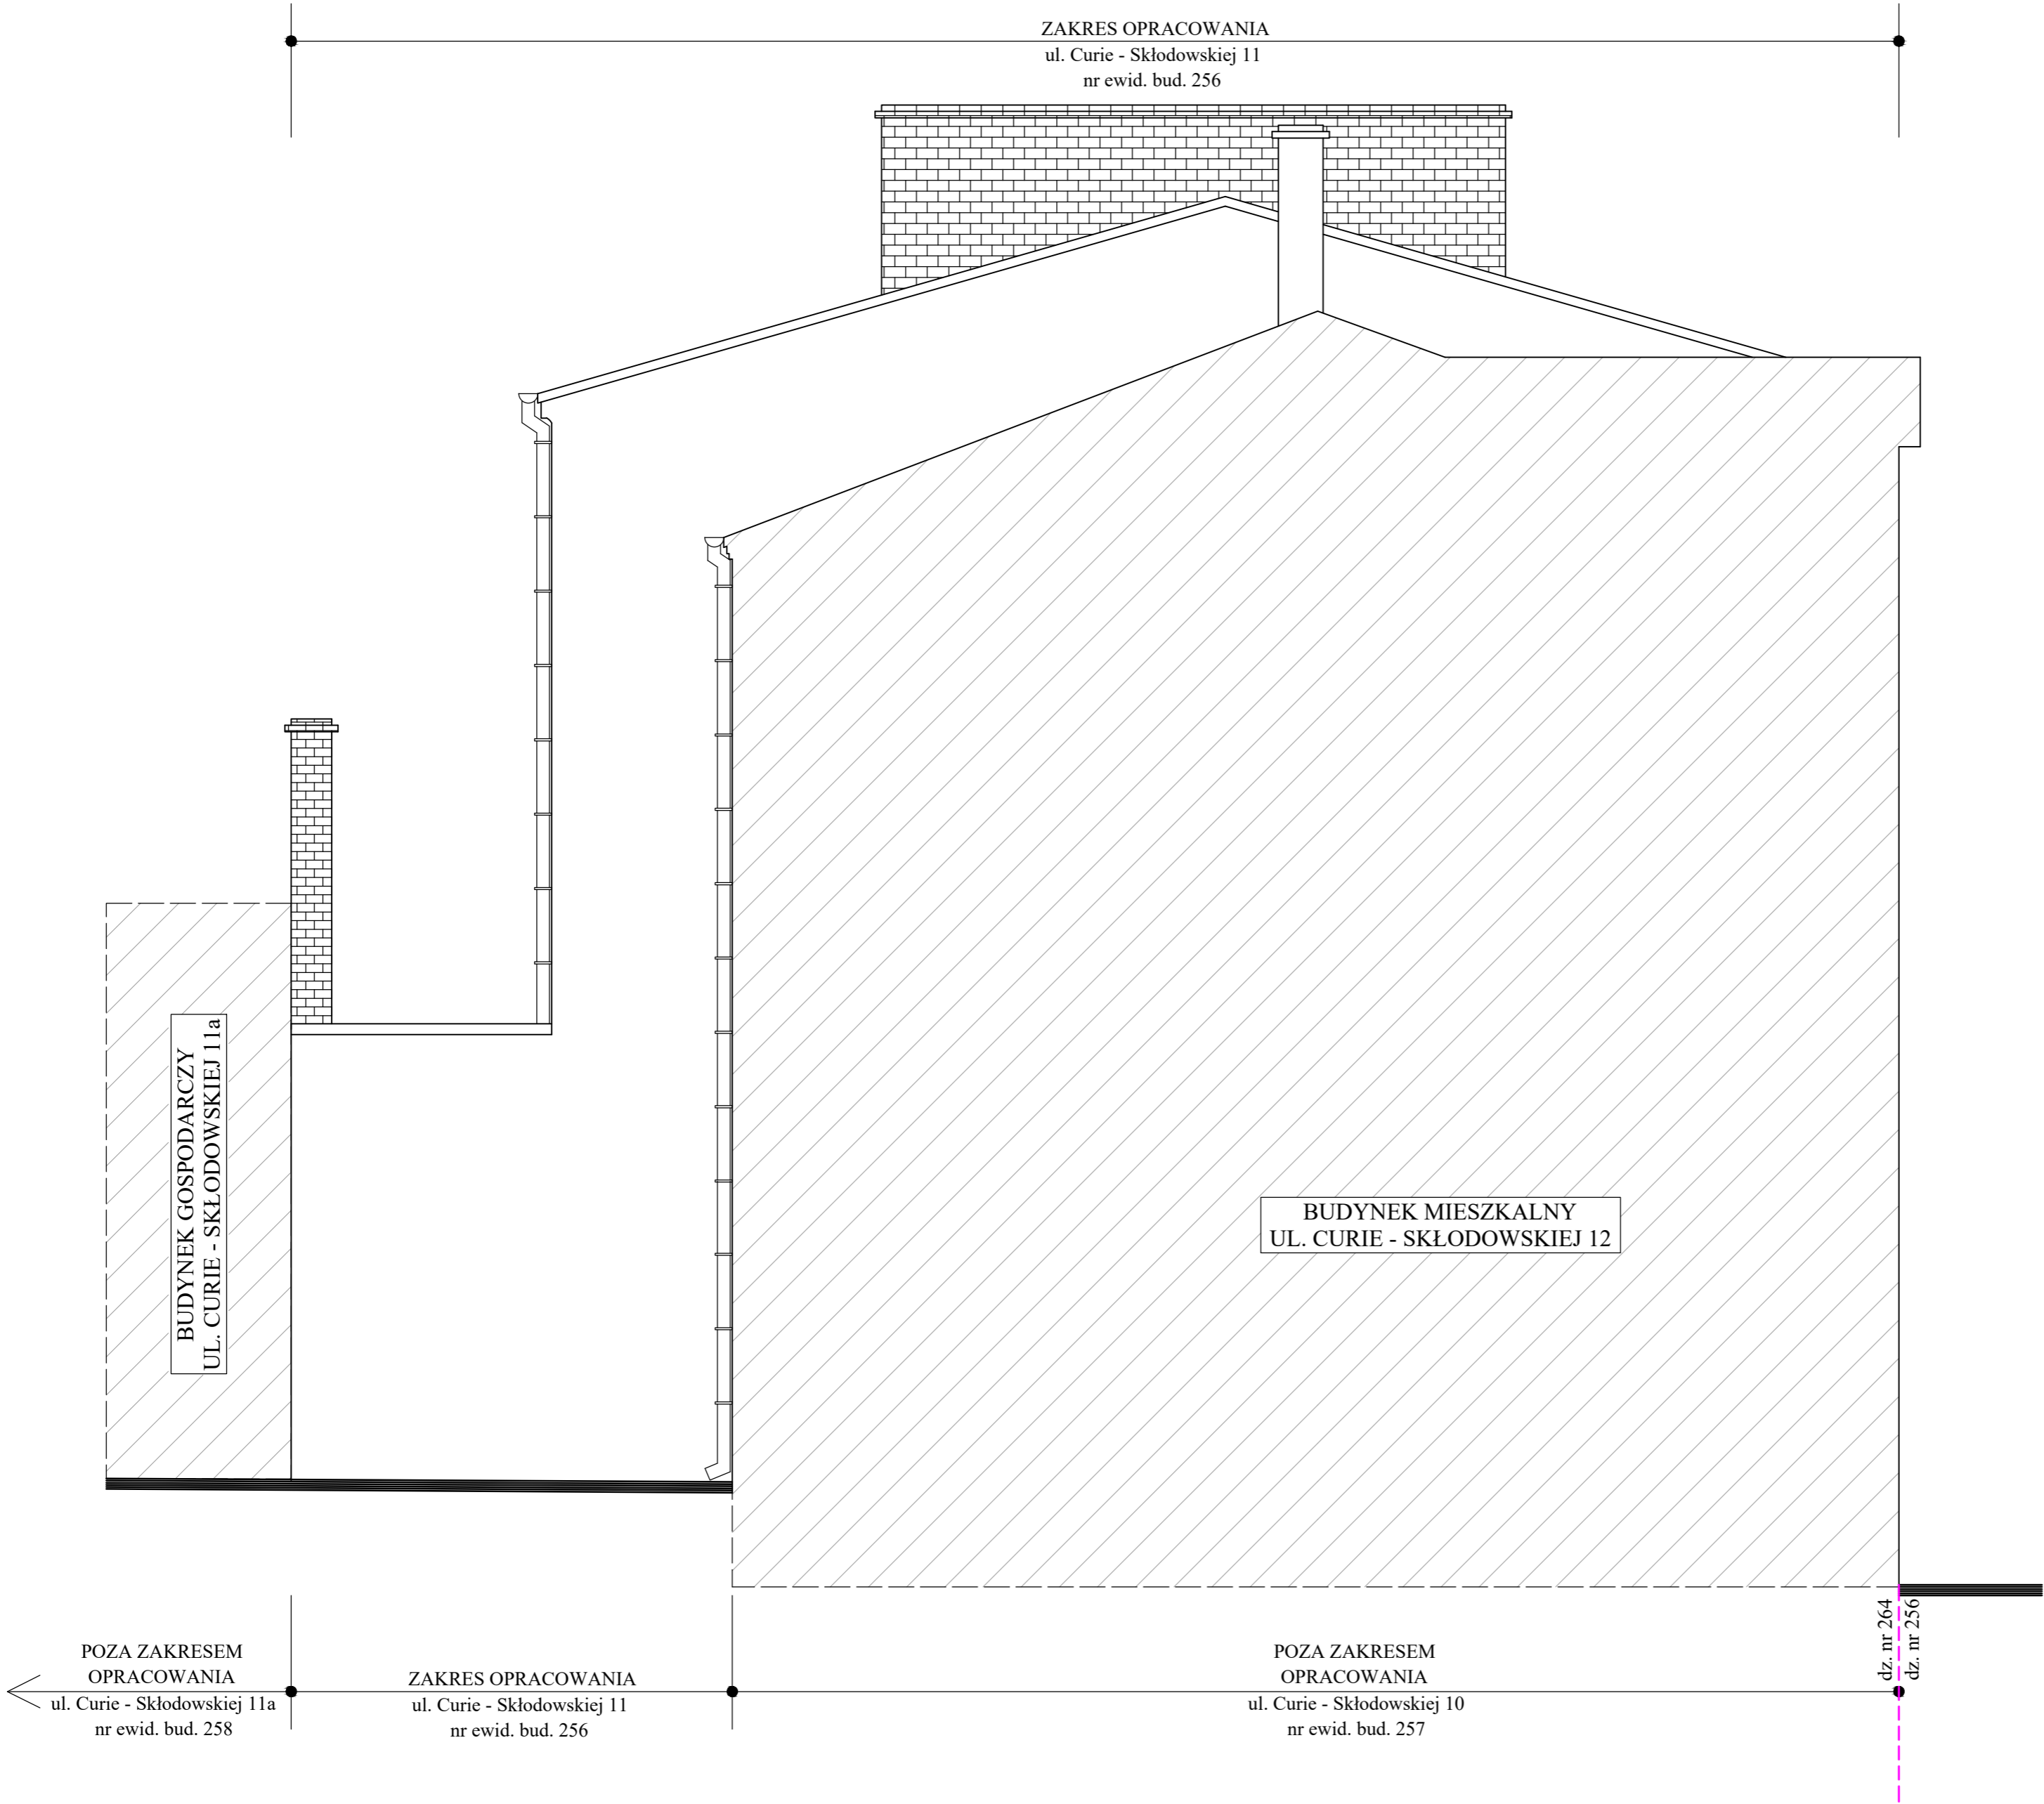 ZAKRES OPRACOWANIA
ul. Curie - Skłodowskiej 11
nr ewid. bud. 256
BUDYNEK GOSPODARCZY
UL. CURIE - SKŁODOWSKIEJ 11a
BUDYNEK MIESZKALNY
UL. CURIE - SKŁODOWSKIEJ 12
POZA ZAKRESEM
OPRACOWANIA
ul. Curie - Skłodowskiej 11a
nr ewid. bud. 258
ZAKRES OPRACOWANIA
ul. Curie - Skłodowskiej 11
nr ewid. bud. 256
POZA ZAKRESEM
OPRACOWANIA
ul. Curie - Skłodowskiej 10
nr ewid. bud. 257
dz. nr 264
dz. nr 256